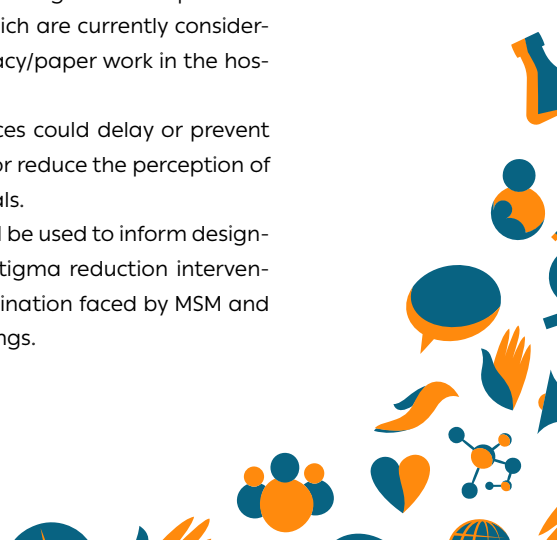 ich are currently consider-
acy/paper work in the hos-
ces could delay or prevent
or reduce the perception of
als.
be used to inform design-
tigma reduction interven-
ination faced by MSM and
ngs.